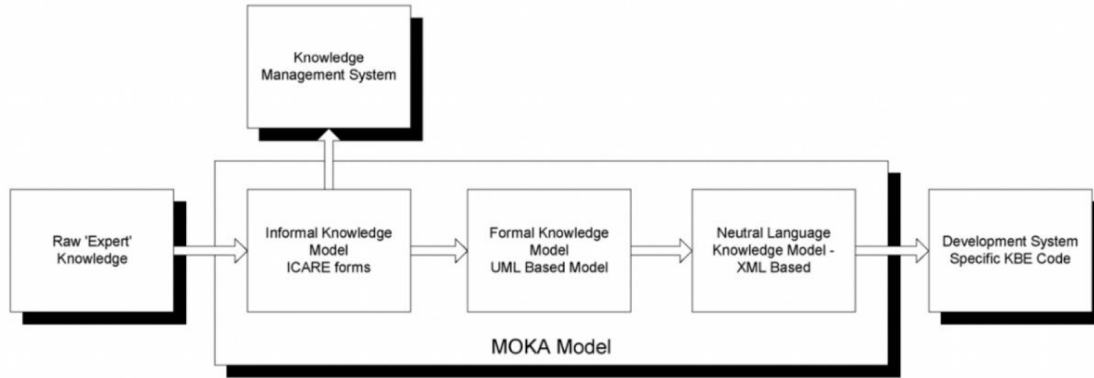 Knowledge
Management System
Raw 'Expert'
Knowledge
Informal Knowledge
Model
ICARE forms
Formal Knowledge
Model
UML Based Model
Neutral Language
Knowledge Model -
XML Based
Development System
Specific KBE Code
MOKA Model